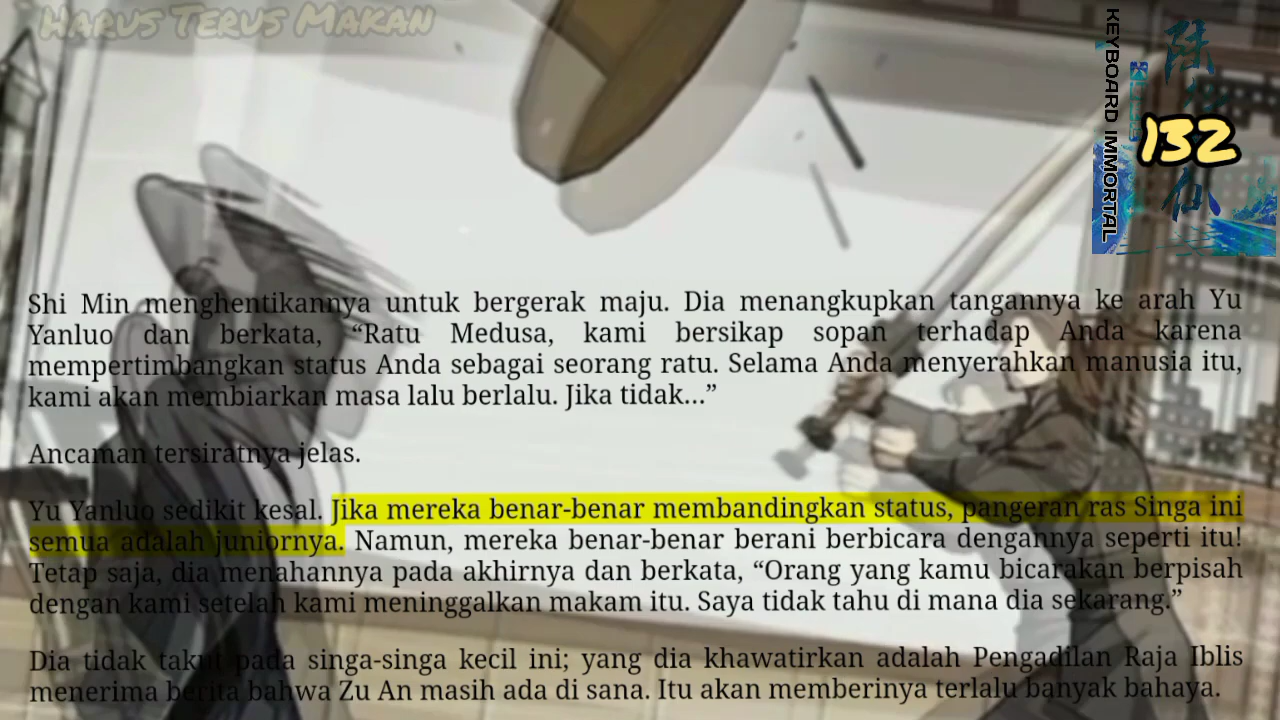 Harus Terus Makan
KEYBOARD IMMORTAL
132
仙
Shi Min menghentikannya untuk bergerak maju. Dia menangkupkan tangannya ke arah Yu
Yanluo dan berkata, “Ratu Medusa, kami bersikap sopan terhadap Anda karena
mempertimbangkan status Anda sebagai seorang ratu. Selama Anda menyerahkan manusia itu,
kami akan membiarkan masa lalu berlalu. Jika tidak...”
Ancaman tersiratnya jelas.
Yu Yanluo sedikit kesal. Jika mereka benar-benar membandingkan status, pangeran ras Singa ini
semua adalah juniornya. Namun, mereka benar-benar berani berbicara dengannya seperti itu!
Tetap saja, dia menahannya pada akhirnya dan berkata, “Orang yang kamu bicarakan berpisah
dengan kami setelah kami meninggalkan makam itu. Saya tidak tahu di mana dia sekarang.”
Dia tidak takut pada singa-singa kecil ini; yang dia khawatirkan adalah Pengadilan Raja Iblis
menerima berita bahwa Zu An masih ada di sana. Itu akan memberinya terlalu banyak bahaya.